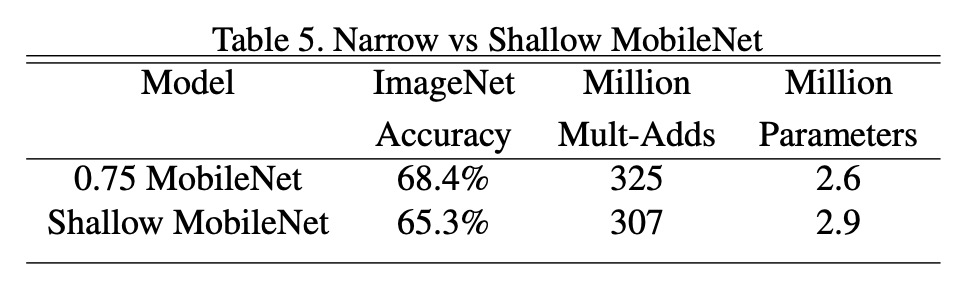 Table 5. Narrow vs Shallow MobileNet
Model ImageNet Million Million
Accuracy Mult-Adds Parameters
0.75 MobileNet 68.4% 325 2.6
Shallow MobileNet 65.3% 307 2.9